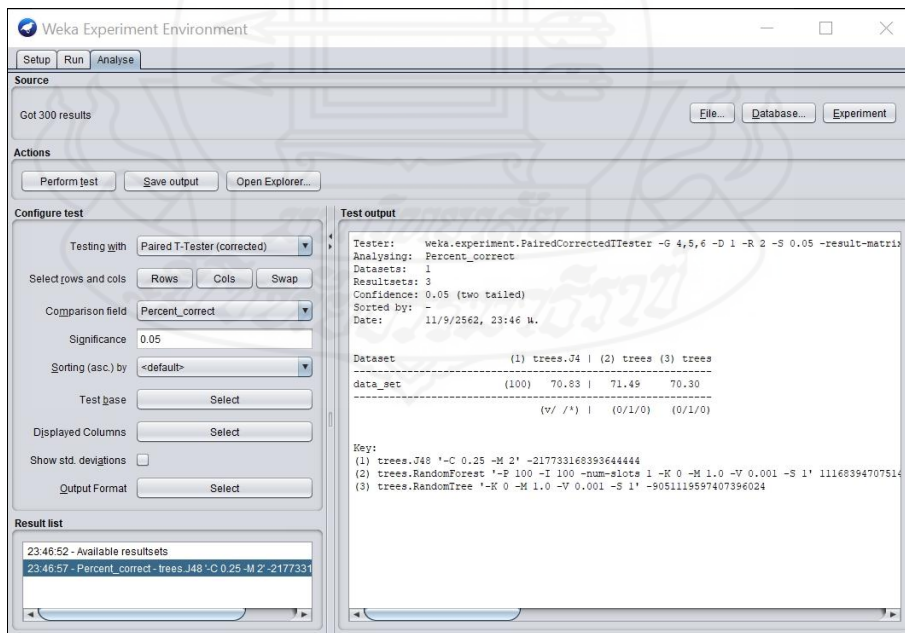 Weka Experiment Environment
Setup Run Analyse
Source
Got 300 results
File... Database... Experiment
Actions
Perform test Save output Open Explorer...
Configure test
Testing with Paired T-Tester (corrected)
Select rows and cols Rows Cols Swap
Comparison field Percent_correct
Significance 0.05
Sorting (asc.) by <default>
Test base Select
Displayed Columns Select
Show std. deviations
Output Format Select
Result list
23:46:52 - Available resultsets
23:46:57 - Percent_correct - trees.J48 '-C 0.25 -M 2' -2177331
Test output
Tester: weka.experiment.PairedCorrectedTTester -G 4,5,6 -D 1 -R 2 -S 0.05 -result-matrix
Analysing: Percent_correct
Datasets: 1
Resultsets: 3
Confidence: 0.05 (two tailed)
Sorted by: -
Date: 11/9/2562, 23:46 น.
Dataset (1) trees.J4 | (2) trees (3) trees
data_set (100) 70.83 | 71.49 70.30
(v/ /*) | (0/1/0) (0/1/0)
Key:
(1) trees.J48 '-C 0.25 -M 2' -217733168393644444
(2) trees.RandomForest '-P 100 -I 100 -num-slots 1 -K 0 -M 1.0 -V 0.001 -S 1' 11168394707514
(3) trees.RandomTree '-K 0 -M 1.0 -V 0.001 -S 1' -9051119597407396024